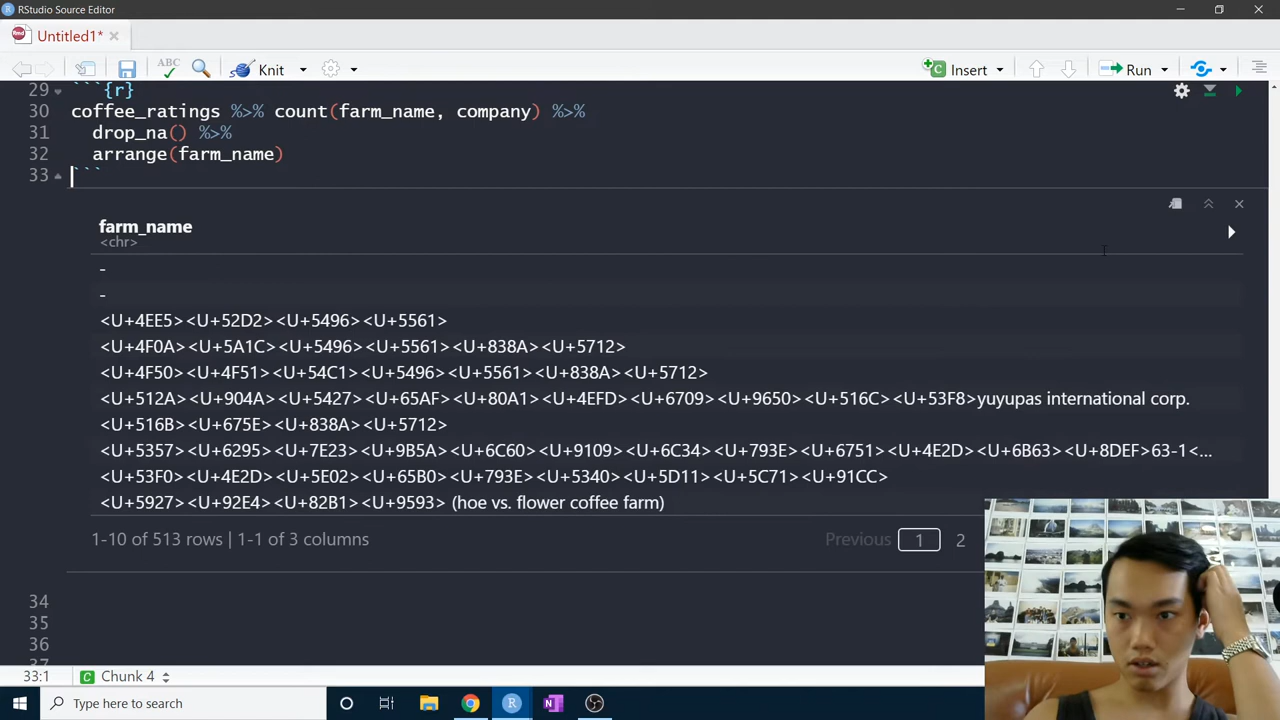 RStudio Source Editor
Untitled1*
ABC
Knit
Insert
Run
29 ```{r}
30 coffee_ratings %>% count(farm_name, company) %>%
31 drop_na() %>%
32 arrange(farm_name)
33 ```
farm_name
<chr>
-
-
<U+4EE5><U+52D2><U+5496><U+5561>
<U+4F0A><U+5A1C><U+5496><U+5561><U+838A><U+5712>
<U+4F50><U+4F51><U+54C1><U+5496><U+5561><U+838A><U+5712>
<U+512A><U+904A><U+5427><U+65AF><U+80A1><U+4EFD><U+6709><U+9650><U+516C><U+53F8>yuyupas international corp.
<U+516B><U+675E><U+838A><U+5712>
<U+5357><U+6295><U+7E23><U+9B5A><U+6C60><U+9109><U+6C34><U+793E><U+6751><U+4E2D><U+6B63><U+8DEF>63-1<...
<U+53F0><U+4E2D><U+5E02><U+65B0><U+793E><U+5340><U+5D11><U+5C71><U+91CC>
<U+5927><U+92E4><U+82B1><U+9593> (hoe vs. flower coffee farm)
1-10 of 513 rows | 1-1 of 3 columns
Previous 1 2
34
35
36
37
33:1
C Chunk 4
Type here to search